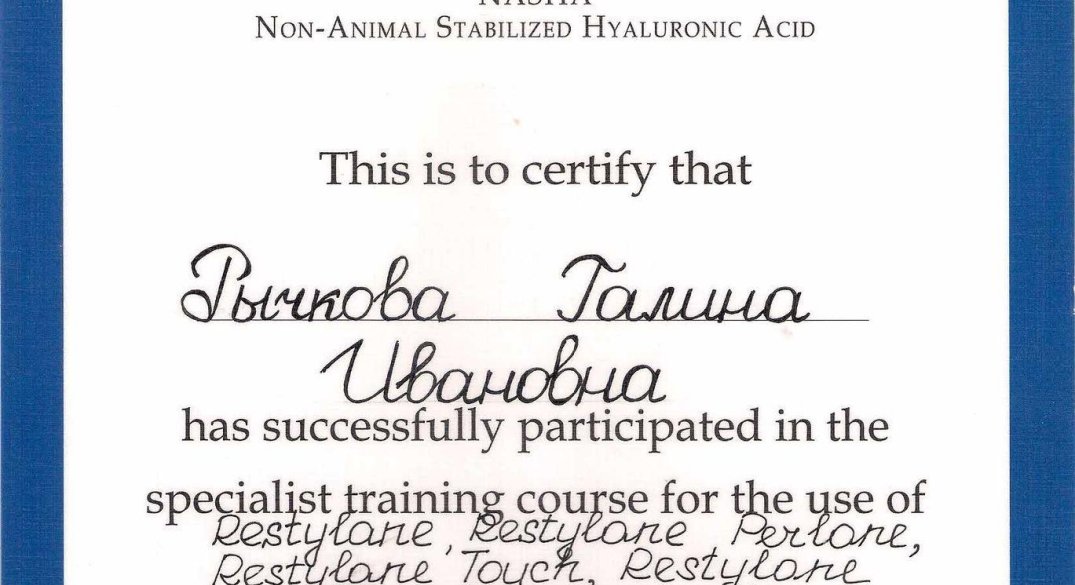 NASHA
NON-ANIMAL STABILIZED HYALURONIC ACID
This is to certify that
Рычкова Галина
Ивановна
has successfully participated in the
specialist training course for the use of
Restylane, Restylane Perlane,
Restylane Touch, Restylane